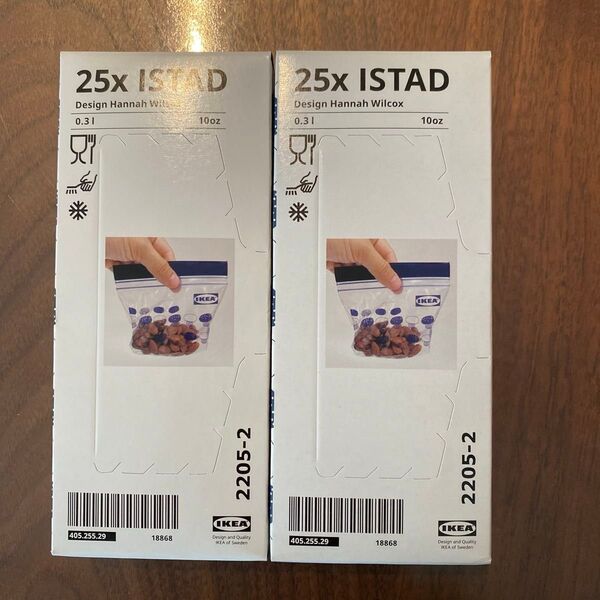 25x ISTAD
Design Hannah Wilcox
0.3 l 10oz
IKEA
2205-2
405.255.29
18868
IKEA
Design and Quality
IKEA of Sweden
25x ISTAD
Design Hannah Wilcox
0.3 l 10oz
IKEA
2205-2
405.255.29
18868
IKEA
Design and Quality
IKEA of Sweden